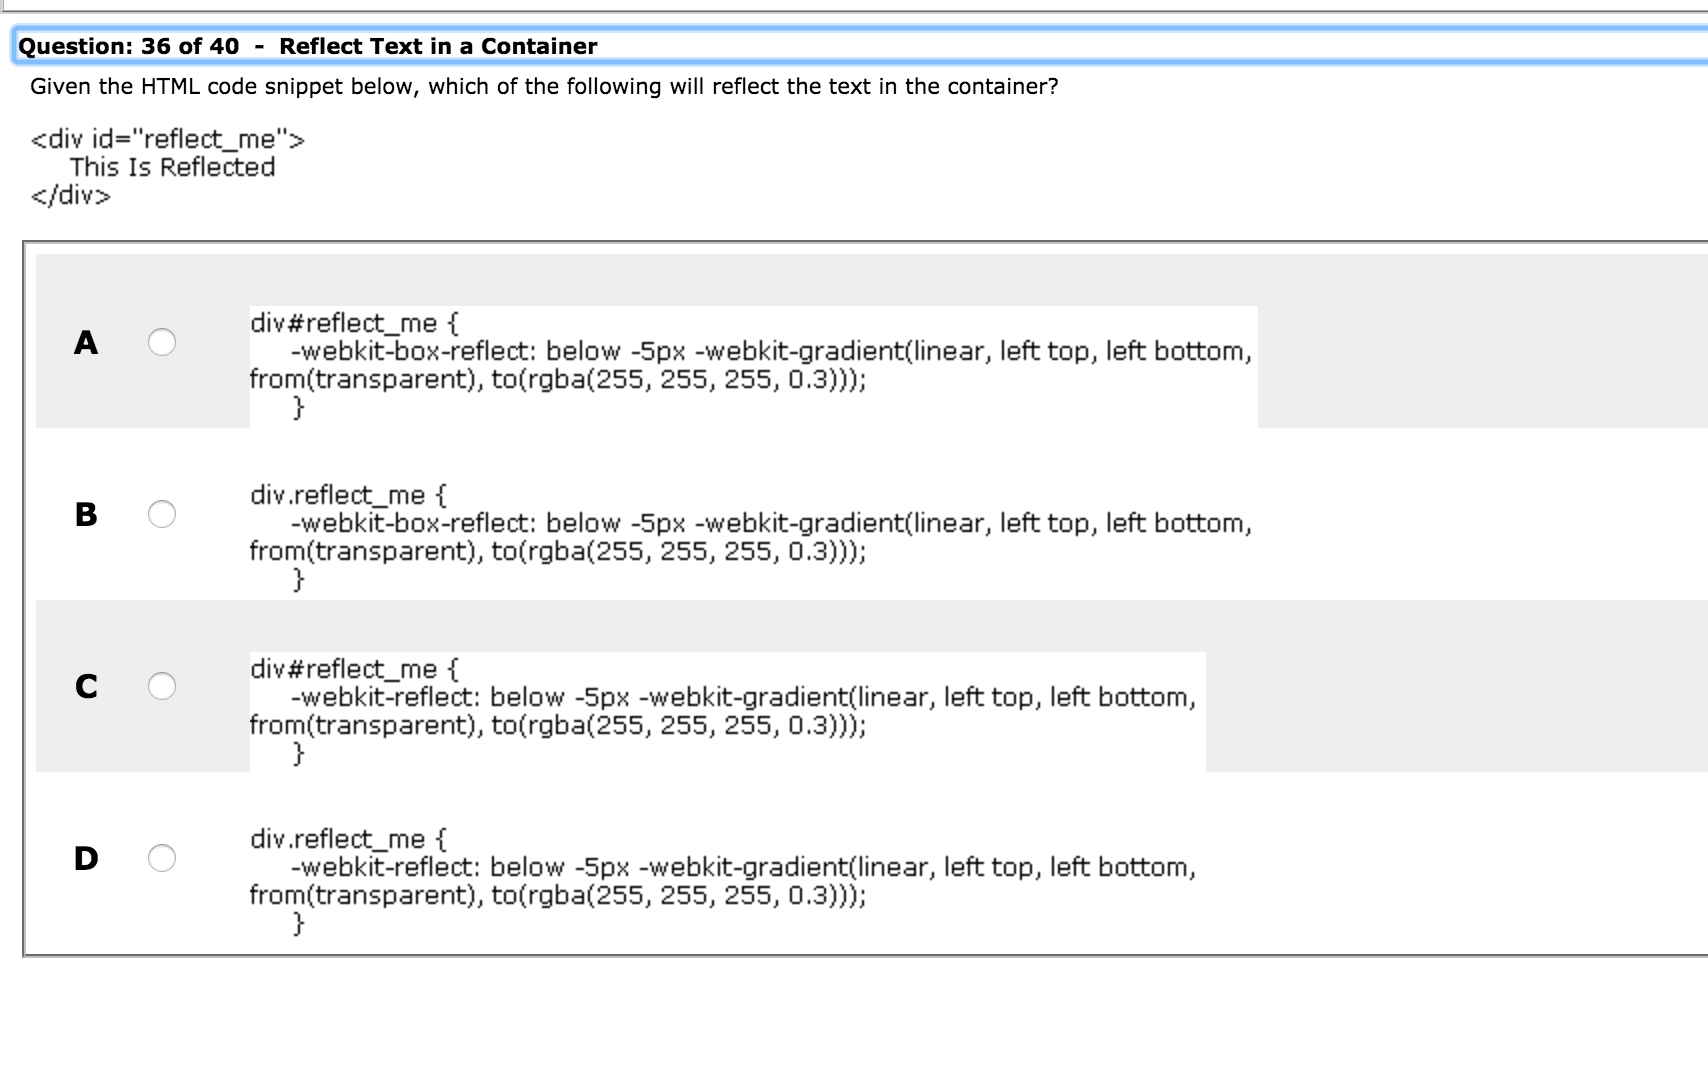 Question: 36 of 40 - Reflect Text in a Container
Given the HTML code snippet below, which of the following will reflect the text in the container?
<div id="reflect_me">
This Is Reflected
</div>
A
div#reflect_me {
-webkit-box-reflect: below -5px -webkit-gradient(linear, left top, left bottom,
from(transparent), to(rgba(255, 255, 255, 0.3)));
}
B
div.reflect_me {
-webkit-box-reflect: below -5px -webkit-gradient(linear, left top, left bottom,
from(transparent), to(rgba(255, 255, 255, 0.3)));
}
C
div#reflect_me {
-webkit-reflect: below -5px -webkit-gradient(linear, left top, left bottom,
from(transparent), to(rgba(255, 255, 255, 0.3)));
}
D
div.reflect_me {
-webkit-reflect: below -5px -webkit-gradient(linear, left top, left bottom,
from(transparent), to(rgba(255, 255, 255, 0.3)));
}